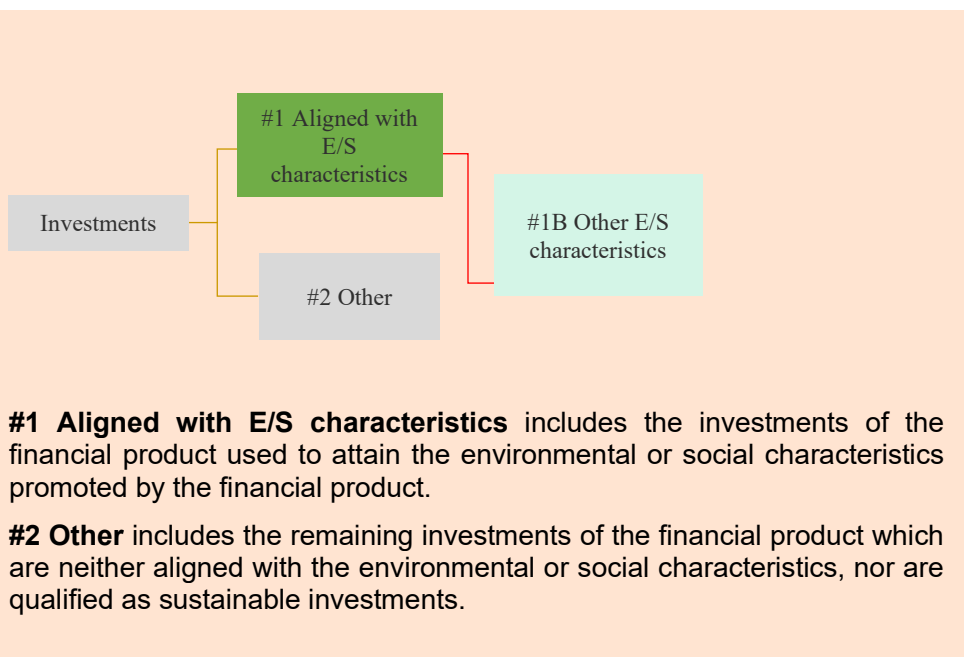 #1 Aligned with
E/S
characteristics
Investments
#1B Other E/S
characteristics
#2 Other
#1 Aligned with E/S characteristics includes the investments of the
financial product used to attain the environmental or social characteristics
promoted by the financial product.
#2 Other includes the remaining investments of the financial product which
are neither aligned with the environmental or social characteristics, nor are
qualified as sustainable investments.